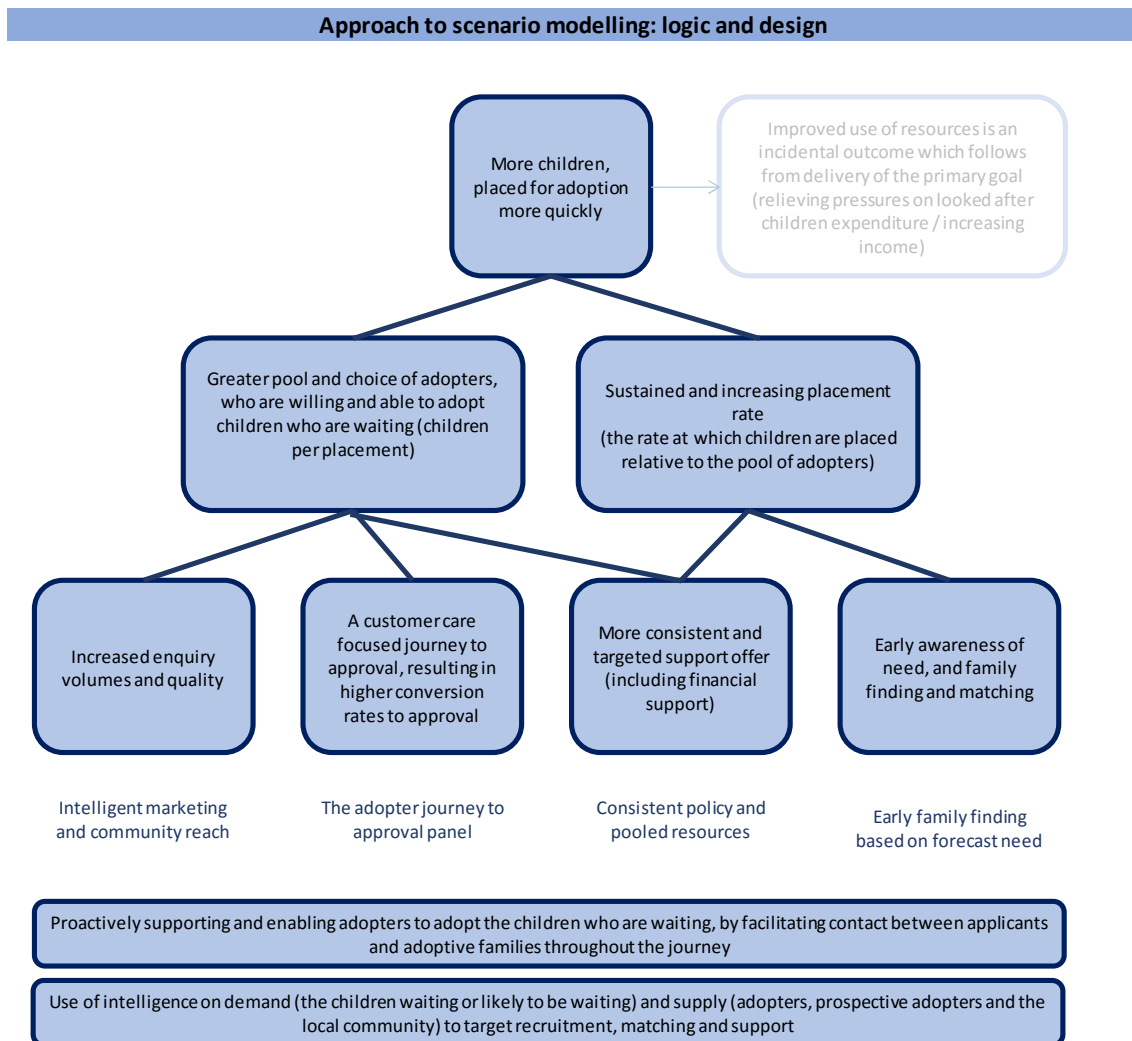 Approach to scenario modelling: logic and design
More children,
placed for adoption
more quickly
Improved use of resources is an
incidental outcome which follows
from delivery of the primary goal
(relieving pressures on looked after
children expenditure / increasing
income)
Greater pool and choice of adopters,
who are willing and able to adopt
children who are waiting (children
per placement)
Sustained and increasing placement
rate
(the rate at which children are placed
relative to the pool of adopters)
Increased enquiry
volumes and quality
A customer care
focused journey to
approval, resulting in
higher conversion
rates to approval
More consistent and
targeted support offer
(including financial
support)
Early awareness of
need, and family
finding and matching
Intelligent marketing
and community reach
The adopter journey to
approval panel
Consistent policy and
pooled resources
Early family finding
based on forecast need
Proactively supporting and enabling adopters to adopt the children who are waiting, by facilitating contact between applicants
and adoptive families throughout the journey
Use of intelligence on demand (the children waiting or likely to be waiting) and supply (adopters, prospective adopters and the
local community) to target recruitment, matching and support